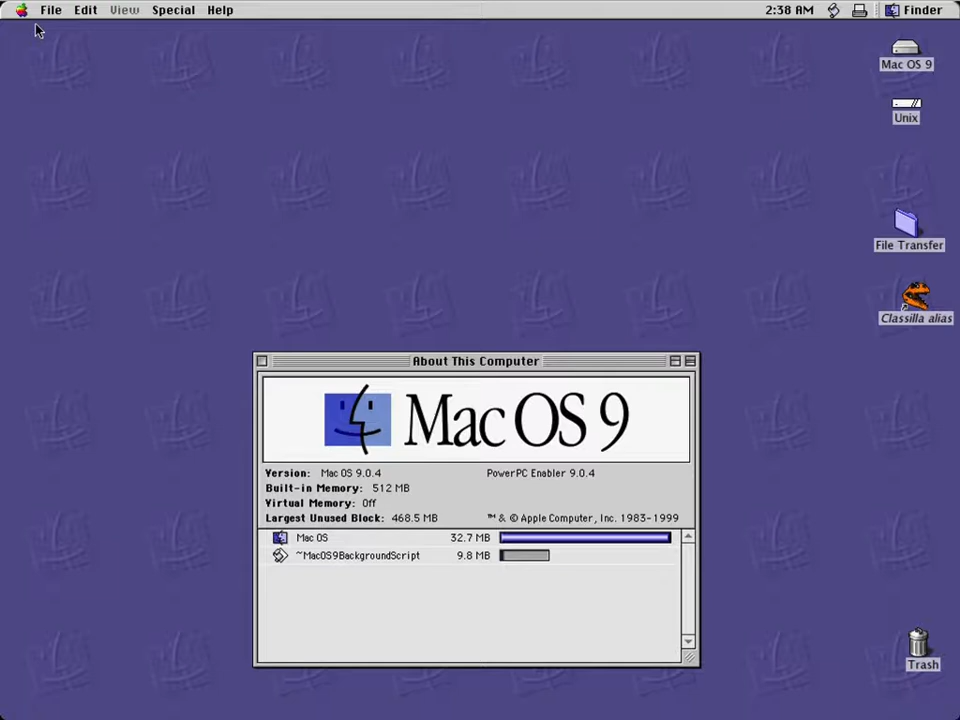 File Edit View Special Help 2:38 AM Finder
Mac OS 9
Unix
File Transfer
Classilla alias
About This Computer
Mac OS 9
Version: Mac OS 9.0.4 PowerPC Enabler 9.0.4
Built-in Memory: 512 MB
Virtual Memory: Off
Largest Unused Block: 468.5 MB ™ & © Apple Computer, Inc. 1983-1999
Mac OS 32.7 MB
~MacOS9BackgroundScript 9.8 MB
Trash